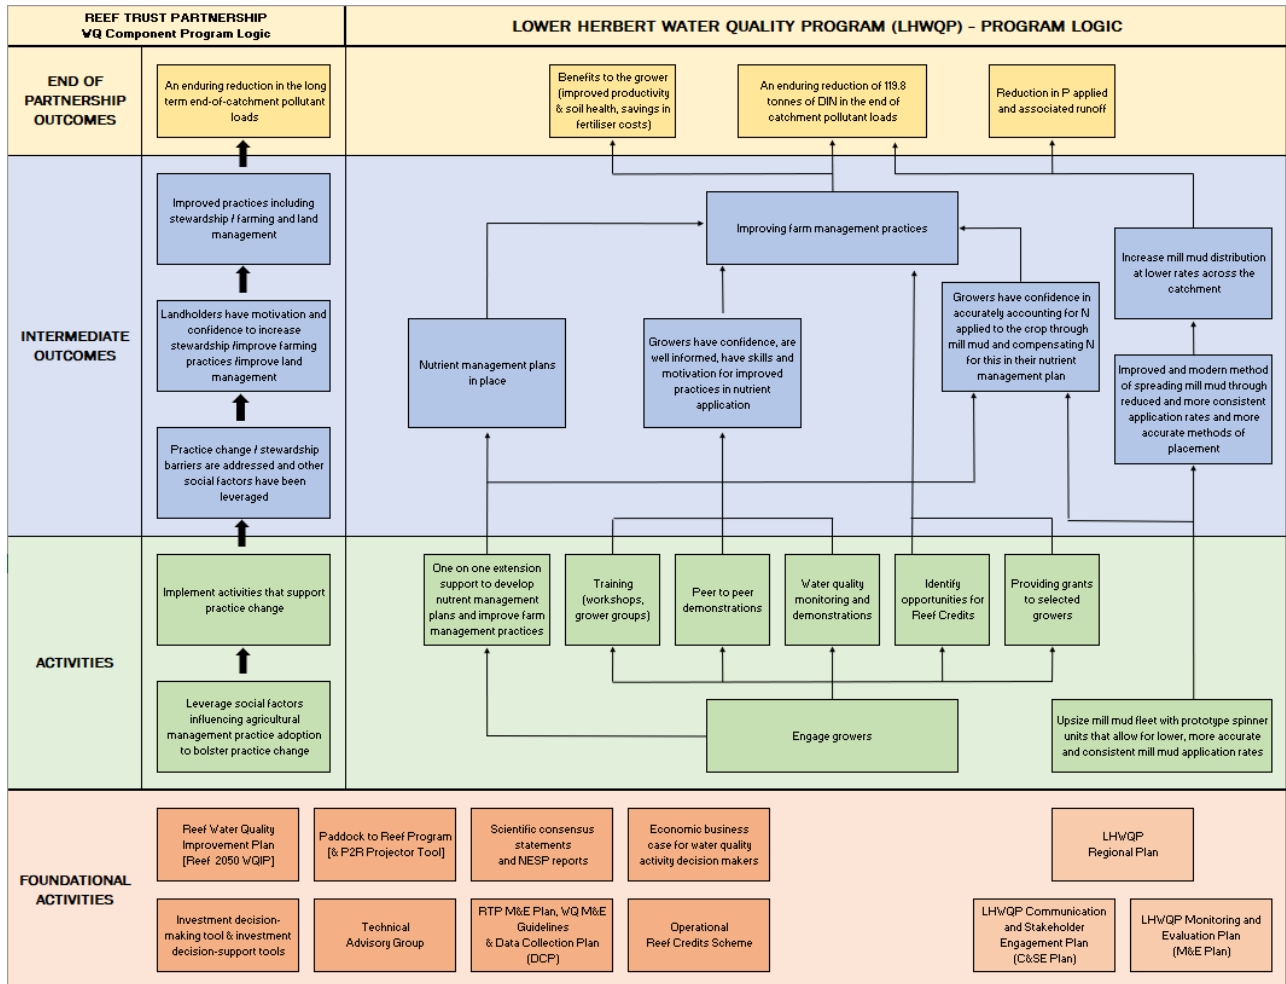 REEF TRUST PARTNERSHIP
WQ Component Program Logic
LOWER HERBERT WATER QUALITY PROGRAM (LHWQP) - PROGRAM LOGIC
END OF
PARTNERSHIP
OUTCOMES
An enduring reduction in the long
term end-of-catchment pollutant
loads
Benefits to the grower
(improved productivity
& soil health, savings in
fertiliser costs)
An enduring reduction of 119.8
tonnes of DIN in the end of
catchment pollutant loads
Reduction in P applied
and associated runoff
INTERMEDIATE
OUTCOMES
Improved practices including
stewardship / farming and land
management
Landholders have motivation and
confidence to increase
stewardship /improve farming
practices /improve land
management
Practice change / stewardship
barriers are addressed and other
social factors have been
leveraged
Improving farm management practices
Nutrient management plans
in place
Growers have confidence, are
well informed, have skills and
motivation for improved
practices in nutrient
application
Growers have confidence in
accurately accounting for N
applied to the crop through
mill mud and compensating N
for this in their nutrient
management plan
Increase mill mud distribution
at lower rates across the
catchment
Improved and modern method
of spreading mill mud through
reduced and more consistent
application rates and more
accurate methods of
placement
ACTIVITIES
Implement activities that support
practice change
Leverage social factors
influencing agricultural
management practice adoption
to bolster practice change
One on one extension
support to develop
nutrent management
plans and improve farm
management practices
Training
(workshops,
grower groups)
Peer to peer
demonstrations
Water quality
monitoring and
demonstrations
Identify
opportunities for
Reef Credits
Providing grants
to selected
growers
Engage growers
Upsize mill mud fleet with prototype spinner
units that allow for lower, more accurate
and consistent mill mud application rates
FOUNDATIONAL
ACTIVITIES
Reef Water Quality
Improvement Plan
[Reef 2050 WQIP]
Paddock to Reef Program
[& P2R Projector Tool]
Scientific consensus
statements
and NESP reports
Economic business
case for water quality
activity decision makers
LHWQP
Regional Plan
Investment decision-
making tool & investment
decision-support tools
Technical
Advisory Group
RTP M&E Plan, WQ M&E
Guidelines
& Data Collection Plan
(DCP)
Operational
Reef Credits Scheme
LHWQP Communication
and Stakeholder
Engagement Plan
(C&SE Plan)
LHWQP Monitoring and
Evaluation Plan
(M&E Plan)